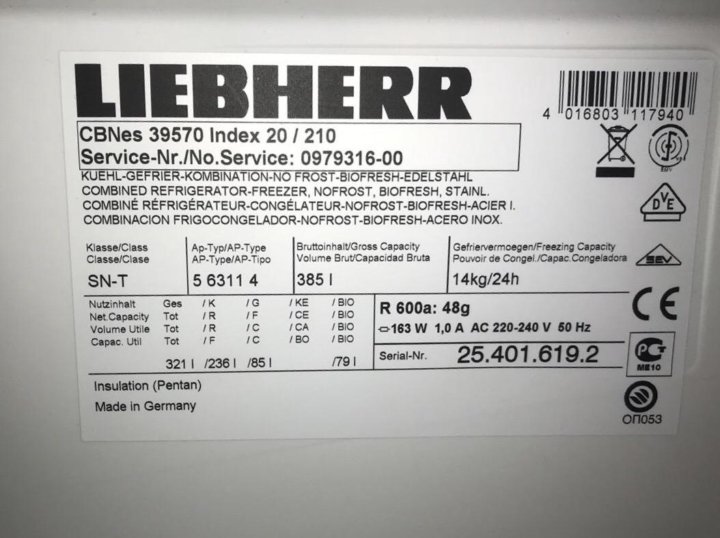 LIEBHERR
4 016803 117940
CBNes 39570 Index 20 / 210
Service-Nr./No.Service: 0979316-00
KUEHL-GEFRIER-KOMBINATION-NO FROST-BIOFRESH-EDELSTAHL
COMBINED REFRIGERATOR-FREEZER, NOFROST, BIOFRESH, STAINL.
COMBINÉ RÉFRIGÉRATEUR-CONGÉLATEUR-NOFROST-BIOFRESH-ACIER I.
COMBINACION FRIGOCONGELADOR-NOFROST-BIOFRESH-ACERO INOX.
DVE
Klasse/Class Ap-Typ/AP-Type Bruttoinhalt/Gross Capacity Gefriervermoegen/Freezing Capacity
Classe/Clase AP-Type/AP-Tipo Volume Brut/Capacidad Bruta Pouvoir de Congel./Capac.Congeladora
SEV
SN-T 5 6311 4 385 l 14kg/24h
Nutzinhalt Ges / K / G / KE / BIO
Net.Capacity Tot / R / F / CE / BIO
Volume Utile Tot / R / C / CA / BIO
Capac. Util Tot / F / C / BO / BIO
321 l /236 l /85 l /79 l
R 600a: 48g
163 W 1,0 A AC 220-240 V 50 Hz
Serial-Nr. 25.401.619.2
CE
РСТ
ME10
Insulation (Pentan)
Made in Germany
ОП053